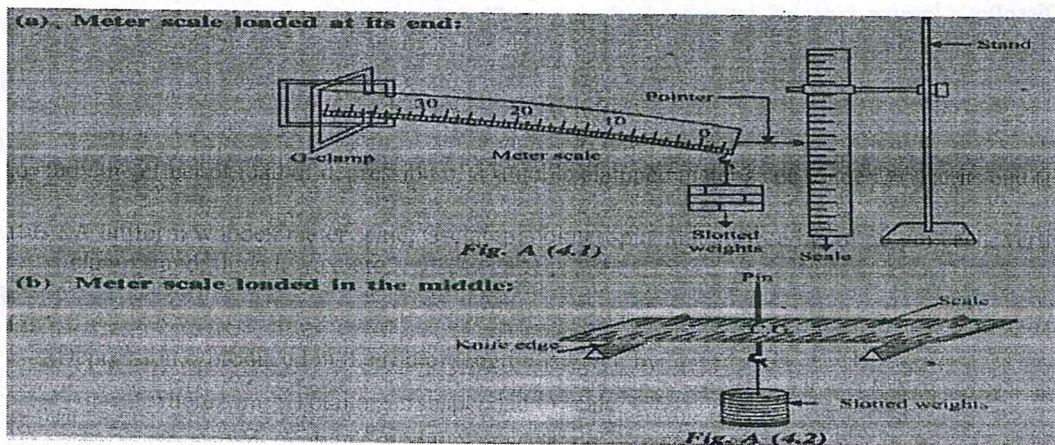 (a). Meter scale loaded at its end:
Stand
Pointer
30
20
10
0
G-clamp
Meter scale
Slotted
weights
Scale
Fig. A (4.1)
(b) Meter scale loaded in the middle:
Pin
Scale
Knife edge
Slotted weights
Fig. A (4.2)